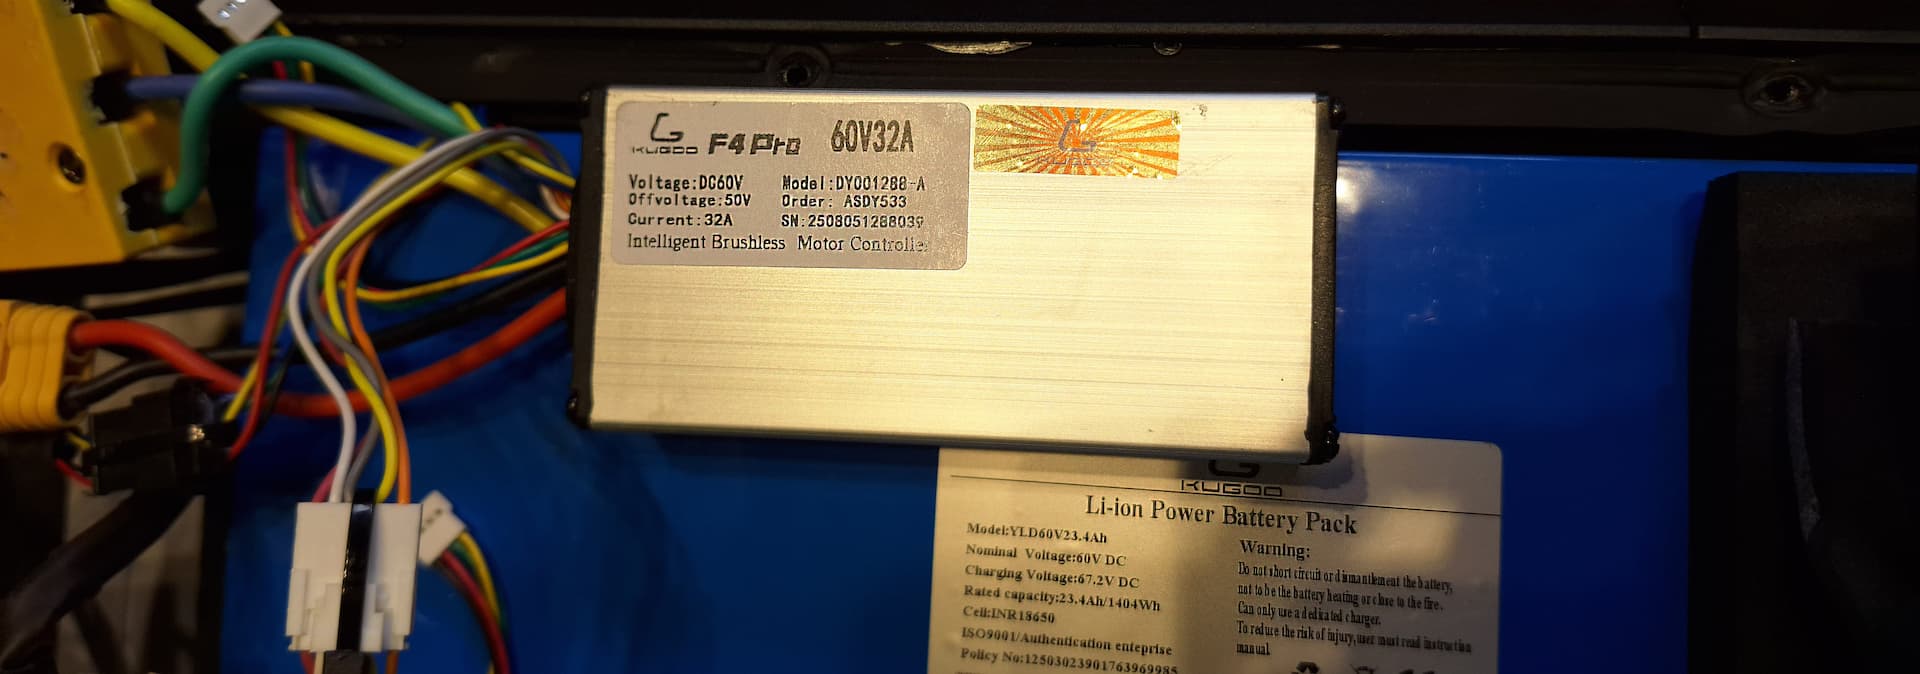 KUGOO F4 Pro 60V32A
Voltage:DC60V Model:DY001288-A
Offvoltage:50V Order: ASDY533
Current:32A SN:2508051288039
Intelligent Brushless Motor Controller
KUGOO
Li-ion Power Battery Pack
Model:YLD60V23.4Ah
Nominal Voltage:60V DC
Charging Voltage:67.2V DC
Rated capacity:23.4Ah/1404Wh
Cell:INR18650
ISO9001/Authentication enteprise
Policy No:12503023901763969985
Warning:
Do not short circuit or dismantlement the battery,
not to be the battery heating or close to the fire.
Can only use a dedicated charger.
To reduce the risk of injury,user must read instruction
manual.